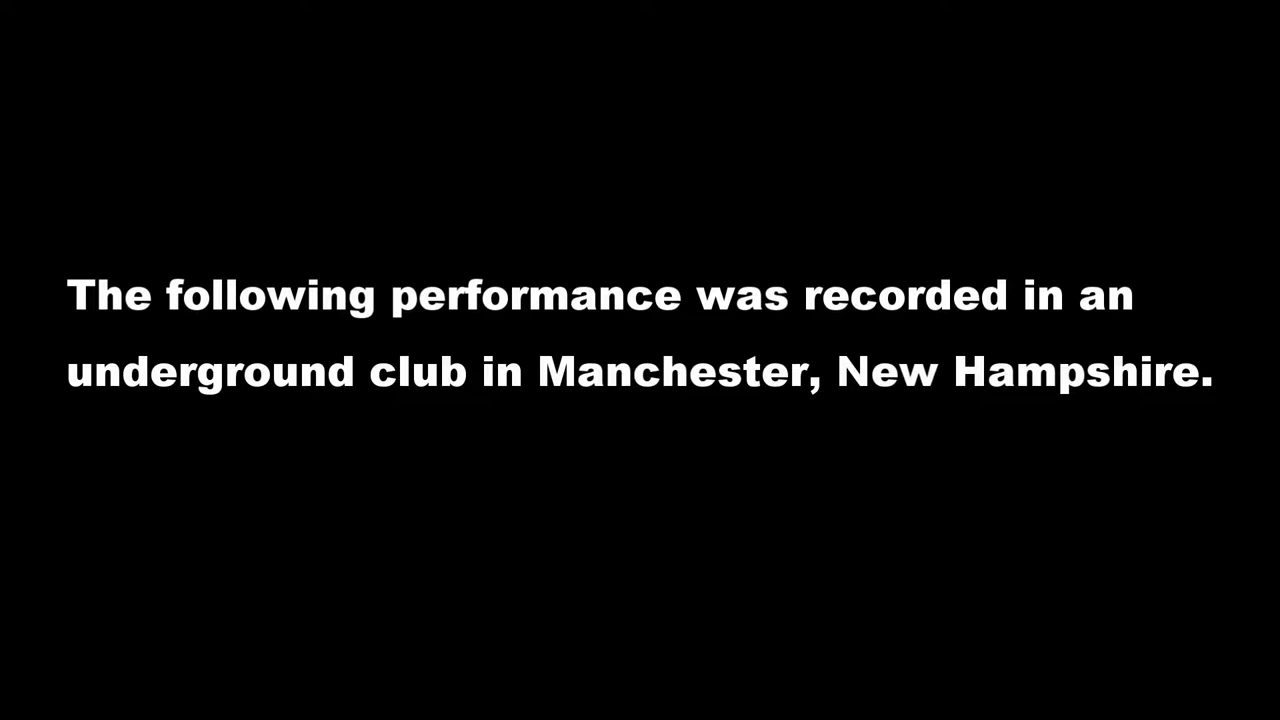 The following performance was recorded in an
underground club in Manchester, New Hampshire.